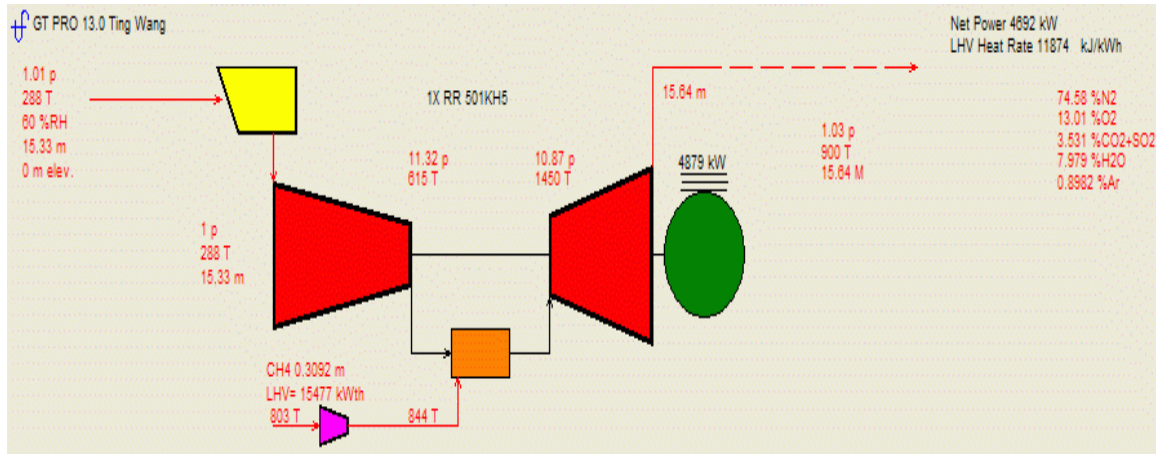 GT PRO 13.0 Ting Wang
Net Power 4692 kW
LHV Heat Rate 11874 kJ/kWh
1.01 p
288 T
60 %RH
15.33 m
0 m elev.
1X RR 501KH5
15.64 m
74.58 %N2
13.01 %O2
3.531 %CO2+SO2
7.979 %H2O
0.8982 %Ar
1.03 p
900 T
15.64 M
11.32 p
615 T
10.87 p
1450 T
4879 kW
1 p
288 T
15.33 m
CH4 0.3092 m
LHV= 15477 kWth
803 T
844 T